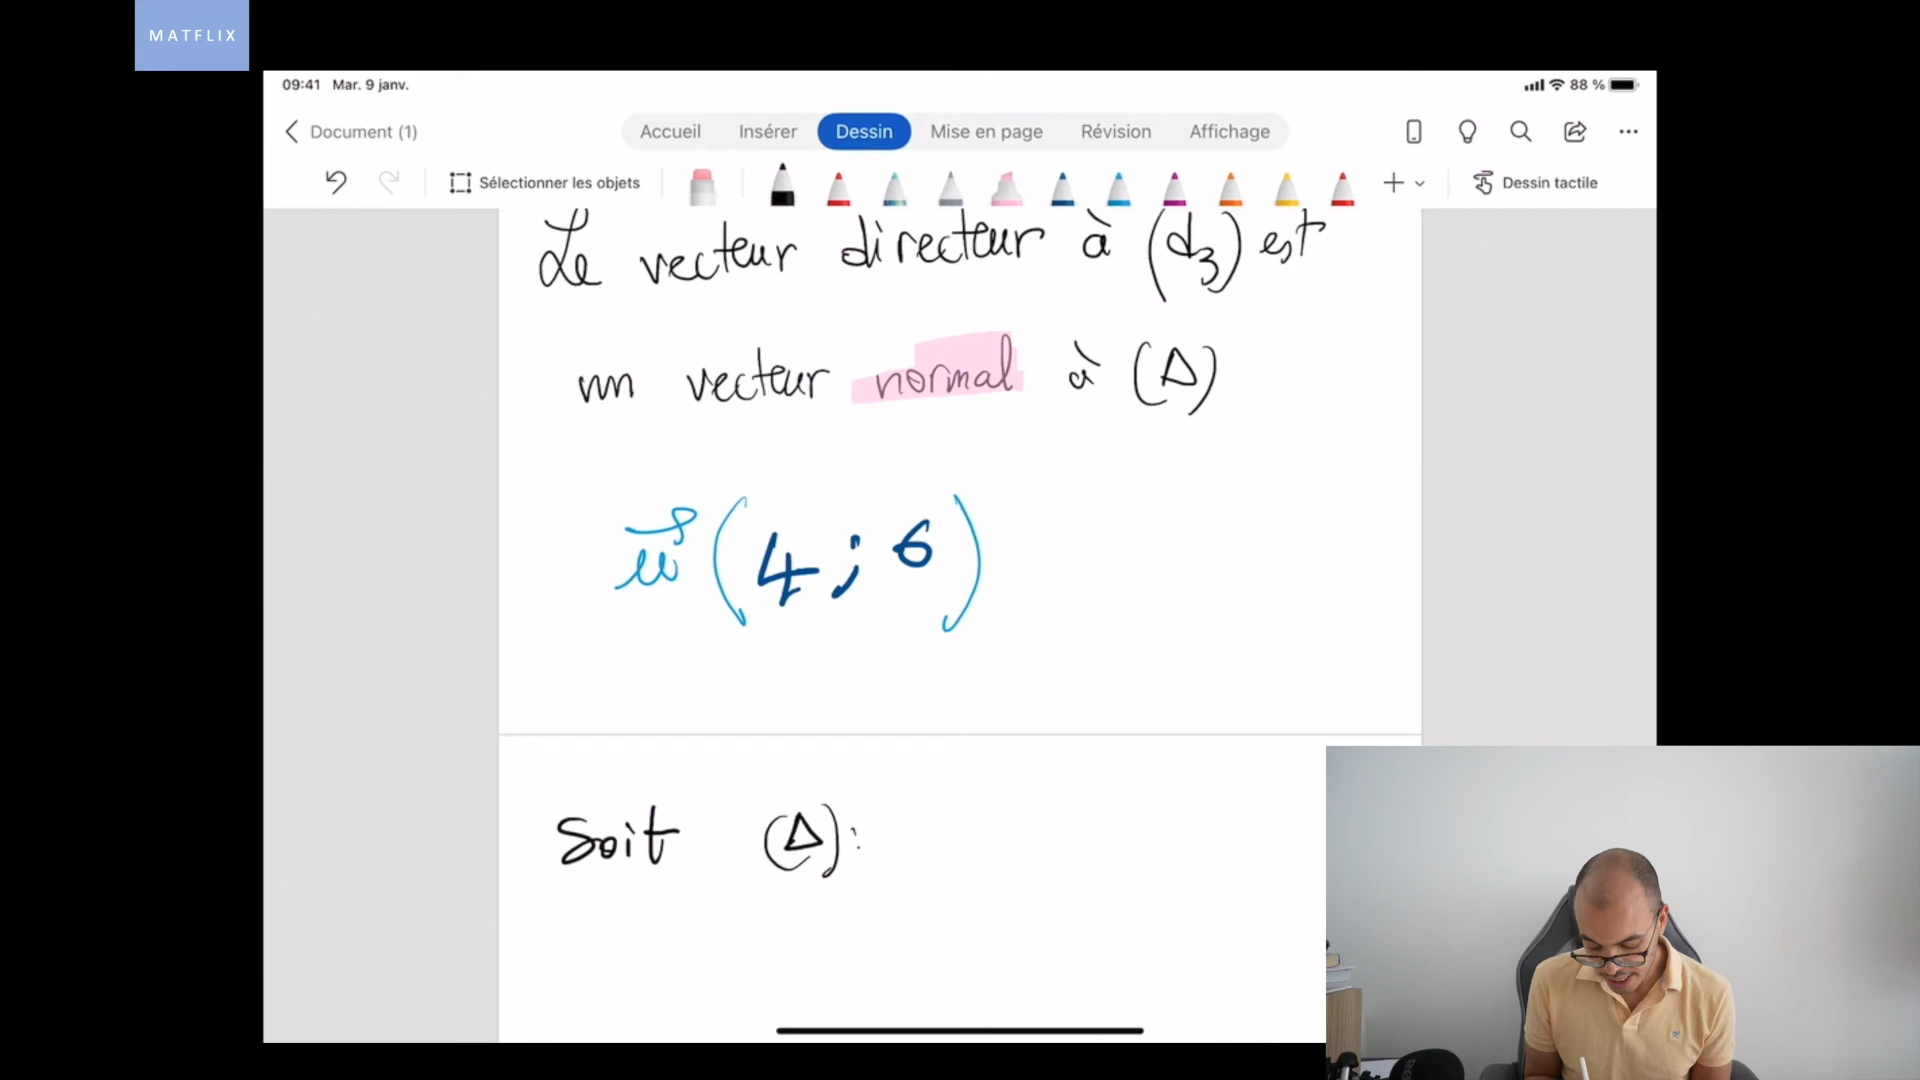 MATFLIX
09:41 Mar. 9 janv.
88 %
Document (1)
Accueil Insérer Dessin Mise en page Révision Affichage
Sélectionner les objets
Dessin tactile
Le vecteur directeur à (d3) est
un vecteur normal à (Δ)
u (4 ; 6)
Soit (Δ):